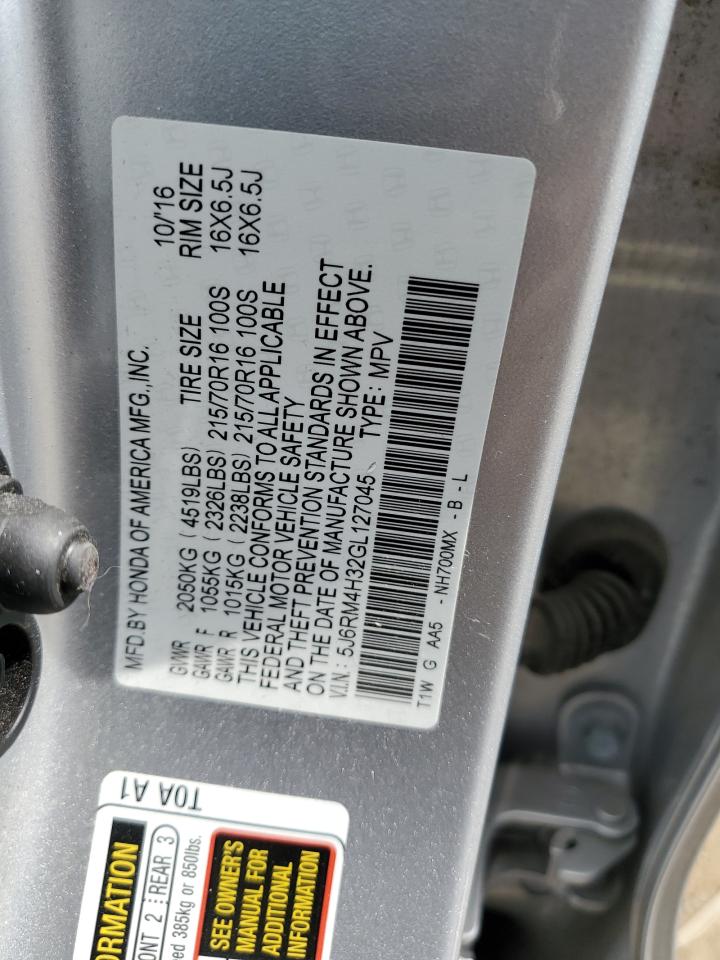 MFD.BY HONDA OF AMERICA MFG.,INC. 10/'16
GVWR 2050KG ( 4519LBS) TIRE SIZE RIM SIZE
GAWR F 1055KG ( 2326LBS) 215/70R16 100S 16X6.5J
GAWR R 1015KG ( 2238LBS) 215/70R16 100S 16X6.5J
THIS VEHICLE CONFORMS TO ALL APPLICABLE
FEDERAL MOTOR VEHICLE SAFETY
AND THEFT PREVENTION STANDARDS IN EFFECT
ON THE DATE OF MANUFACTURE SHOWN ABOVE.
V.I.N.: 5J6RM4H32GL127045 TYPE: MPV
T1W G AA5 - NH700MX - B - L
T0A A1
ORMATION
ONT 2 REAR 3
385kg or 850lbs.
SEE OWNER'S
MANUAL FOR
ADDITIONAL
INFORMATION